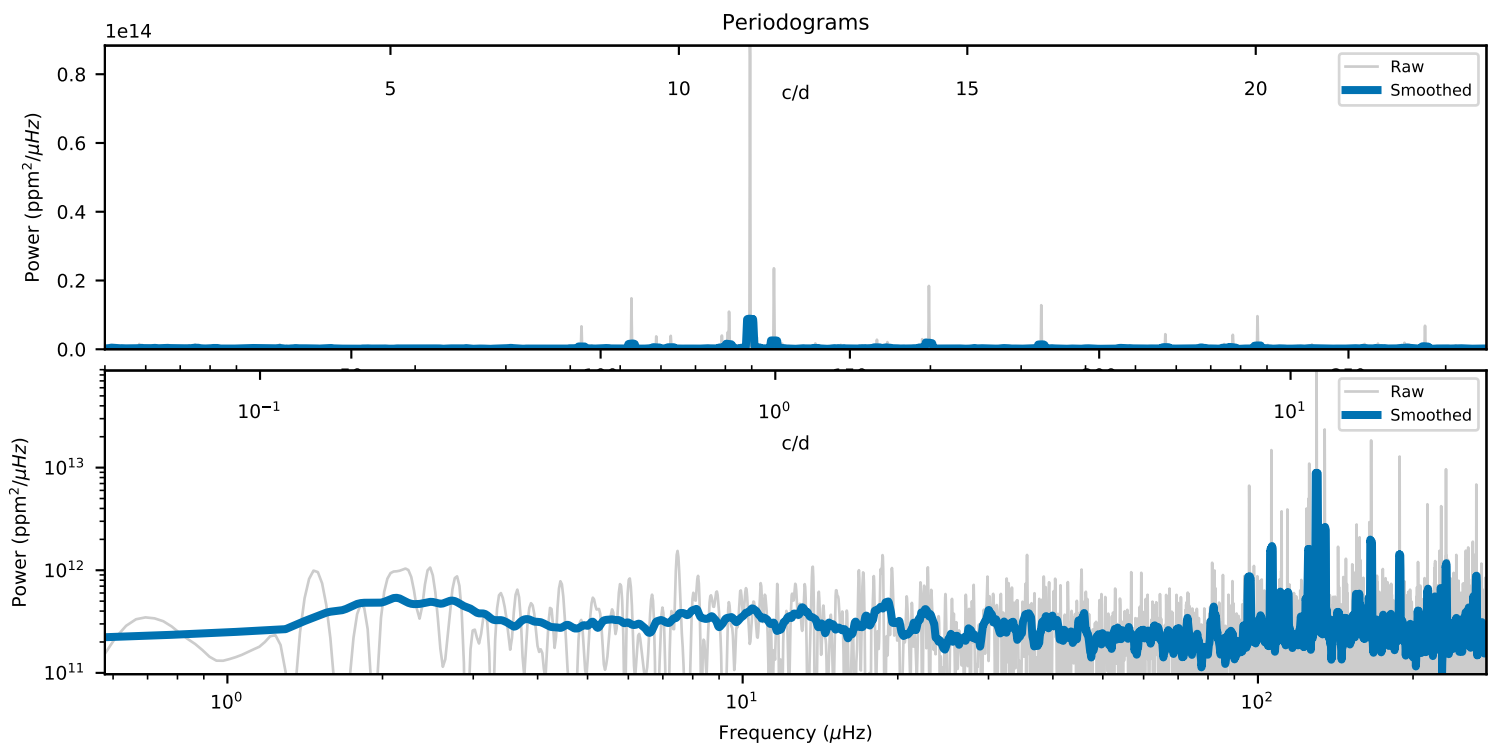 Periodograms
1e14
0.8
0.6
0.4
0.2
0.0
Power (ppm²/μHz)
5
10
15
20
c/d
Raw
Smoothed
10⁻¹
10⁰
10¹
c/d
Raw
Smoothed
10¹³
10¹²
10¹¹
Power (ppm²/μHz)
10⁰
10¹
10²
Frequency (μHz)